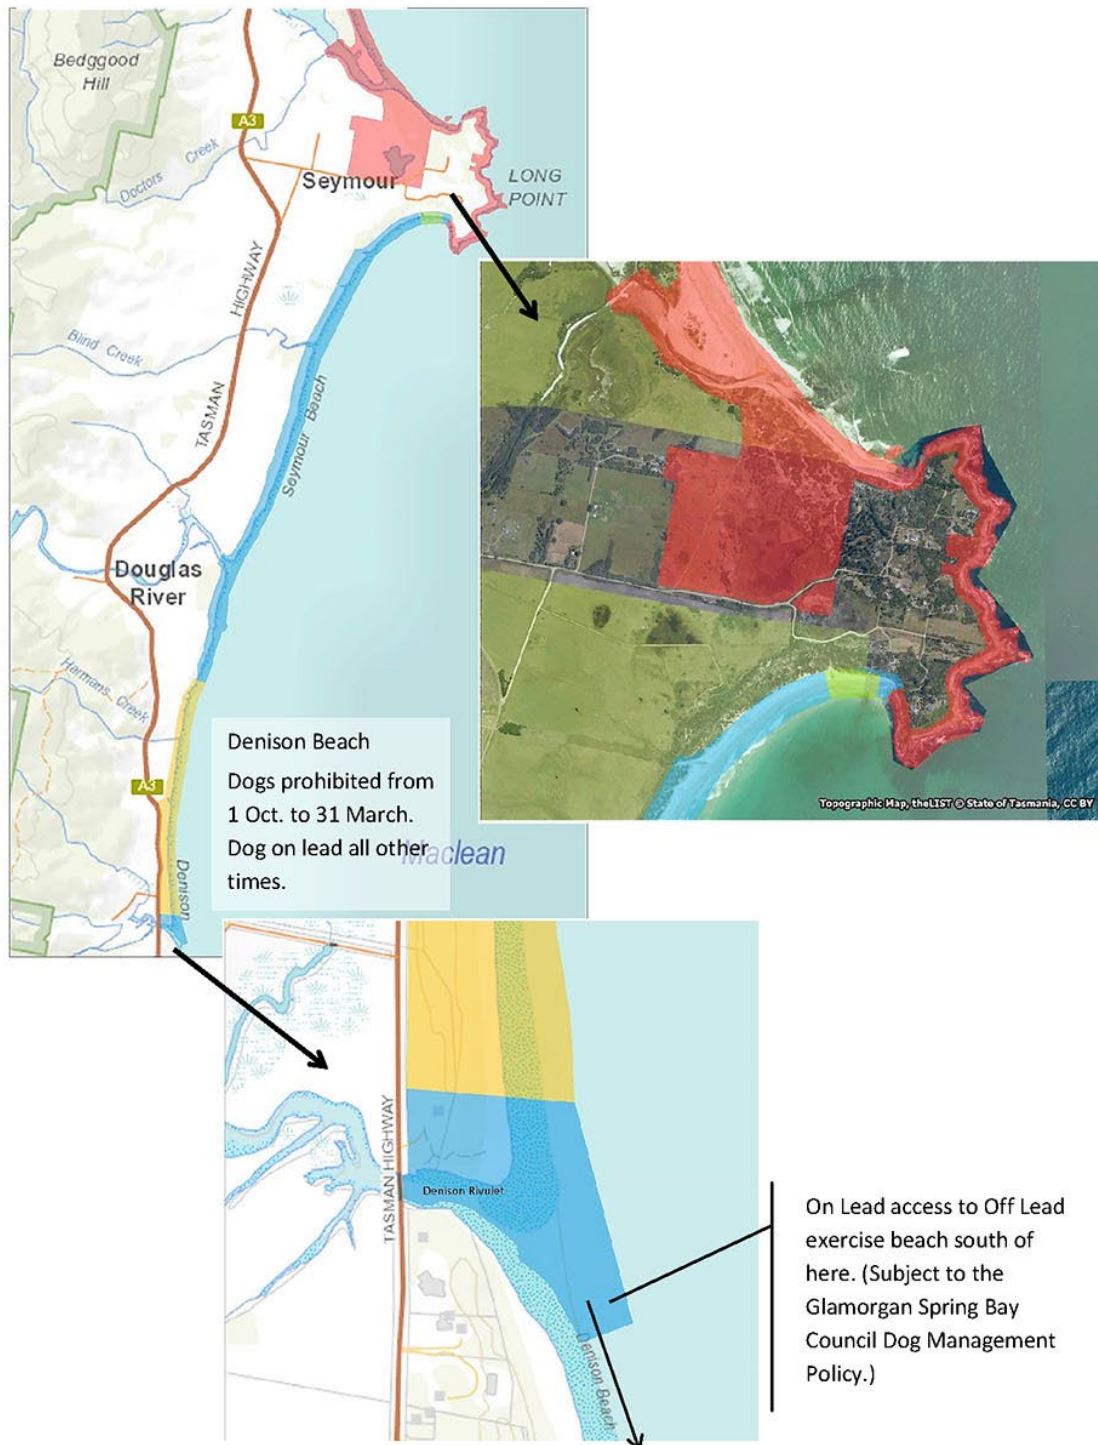 Bedggood
Hill
A3
Doctors Creek
Seymour
LONG
POINT
TASMAN HIGHWAY
Blind Creek
Seymour Beach
Douglas
River
Harmans Creek
A3
Denison
Denison Beach
Dogs prohibited from
1 Oct. to 31 March.
Dog on lead all other
times.
Maclean
Topographic Map, theLIST © State of Tasmania, CC BY
TASMAN HIGHWAY
Denison Rivulet
Denison Beach
On Lead access to Off Lead
exercise beach south of
here. (Subject to the
Glamorgan Spring Bay
Council Dog Management
Policy.)